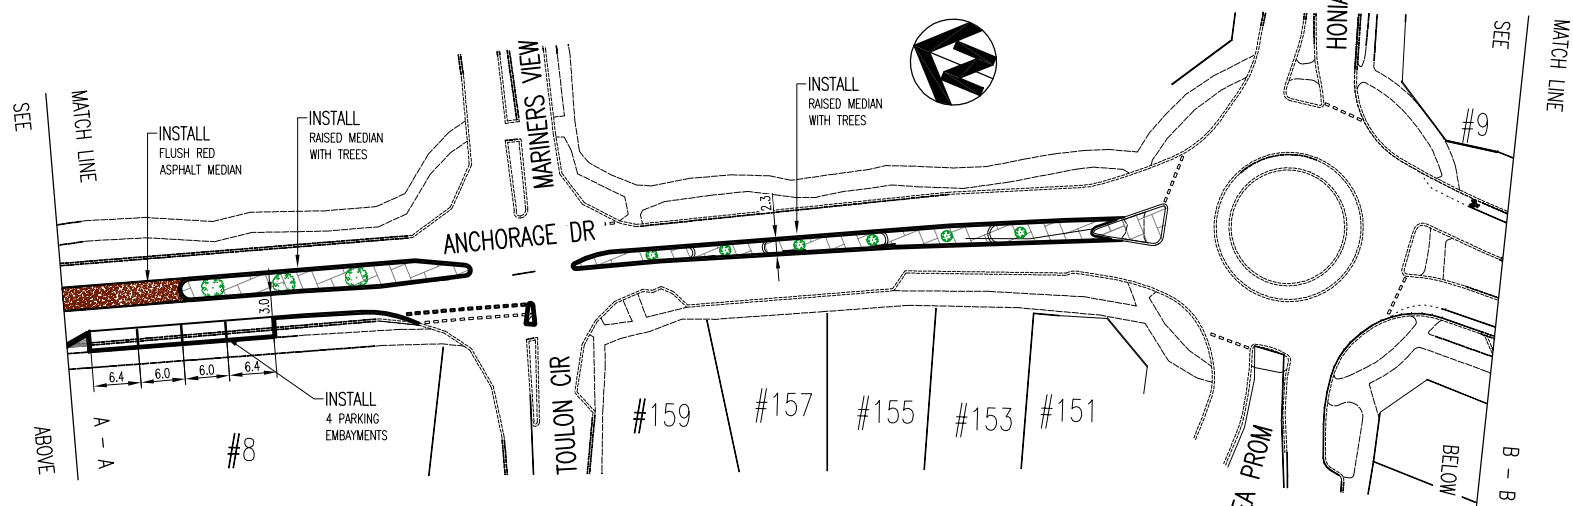 SEE
MATCH LINE
INSTALL
FLUSH RED
ASPHALT MEDIAN
INSTALL
RAISED MEDIAN
WITH TREES
MARINERS VIEW
INSTALL
RAISED MEDIAN
WITH TREES
SEE
MATCH LINE
#9
2.3
ANCHORAGE DR
3.0
6.4
6.0
6.0
6.4
INSTALL
4 PARKING
EMBAYMENTS
#8
A - A
ABOVE
TOULON CIR
#159
#157
#155
#153
#151
PROM
BELOW
B - B